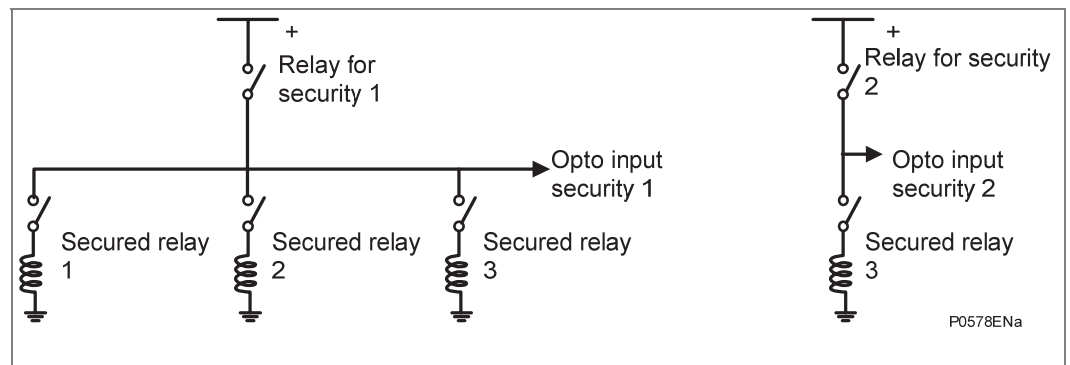 +
Relay for
security 1
Opto input
security 1
Secured relay
1
Secured relay
2
Secured relay
3
+
Relay for security
2
Opto input
security 2
Secured relay
3
P0578ENa